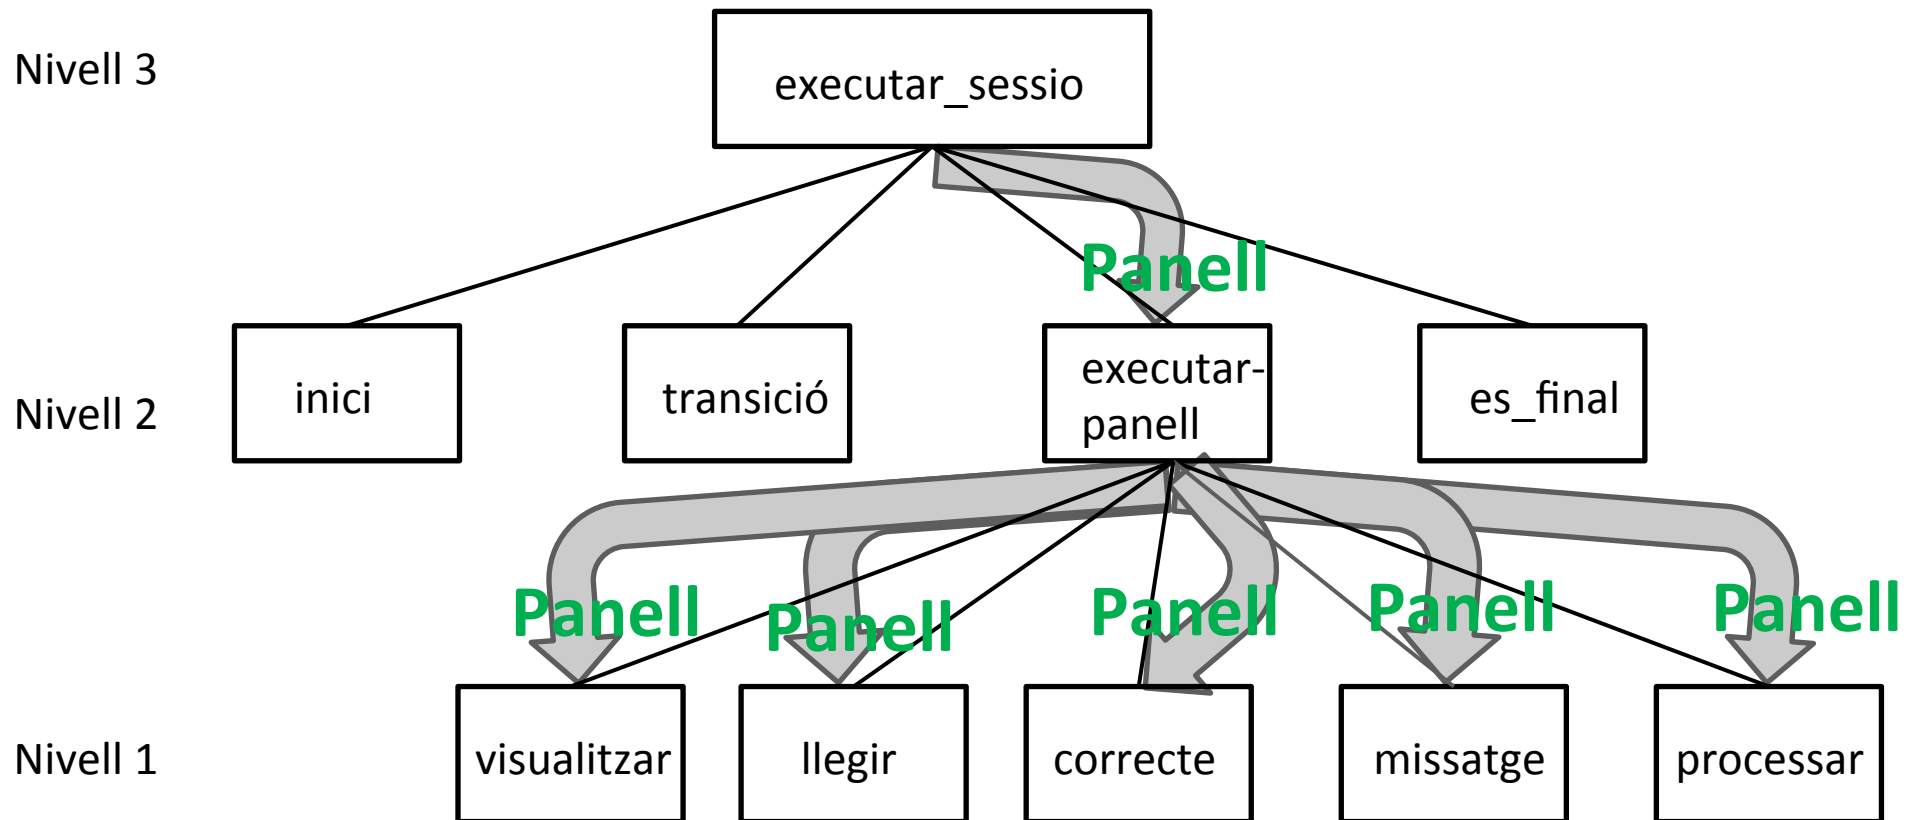 Nivell 3
executar_sessio
Panell
Nivell 2
inici
transició
executar-
panell
es_final
Panell
Panell
Panell
Panell
Panell
Nivell 1
visualitzar
llegir
correcte
missatge
processar